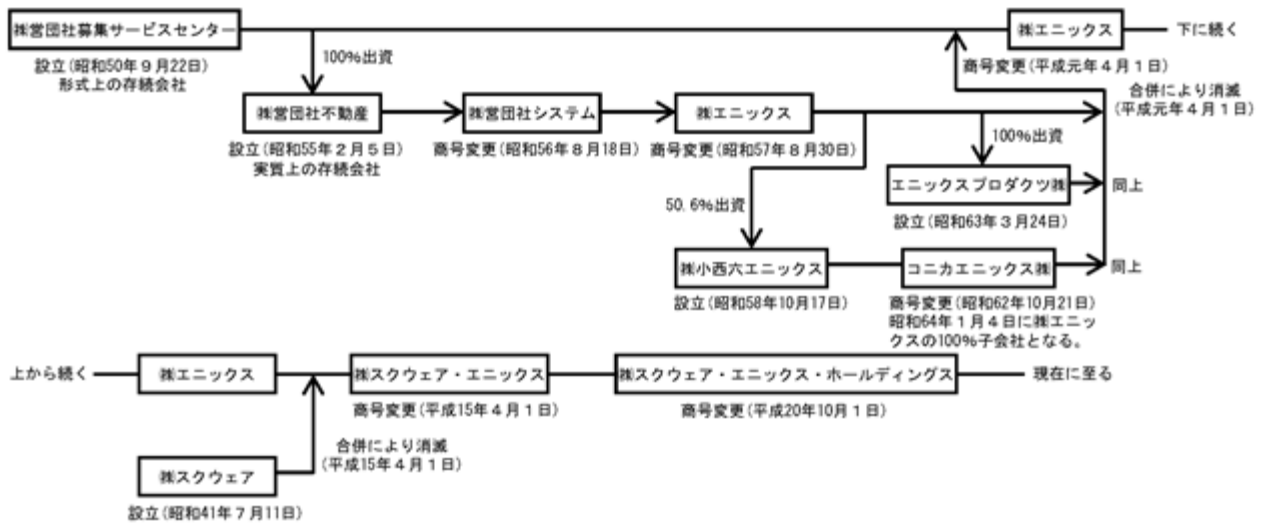 ㈱営団社募集サービスセンター
㈱エニックス
下に続く
設立(昭和50年9月22日)
形式上の存続会社
100%出資
商号変更(平成元年4月1日)
合併により消滅
(平成元年4月1日)
㈱営団社不動産
㈱営団社システム
㈱エニックス
設立(昭和55年2月5日)
実質上の存続会社
商号変更(昭和56年8月18日)
商号変更(昭和57年8月30日)
100%出資
エニックスプロダクツ㈱
同上
50.6%出資
設立(昭和63年3月24日)
㈱小西六エニックス
コニカエニックス㈱
同上
設立(昭和58年10月17日)
商号変更(昭和62年10月21日)
昭和64年1月4日に㈱エニッ
クスの100%子会社となる。
上から続く
㈱エニックス
㈱スクウェア・エニックス
㈱スクウェア・エニックス・ホールディングス
現在に至る
商号変更(平成15年4月1日)
商号変更(平成20年10月1日)
合併により消滅
(平成15年4月1日)
㈱スクウェア
設立(昭和41年7月11日)